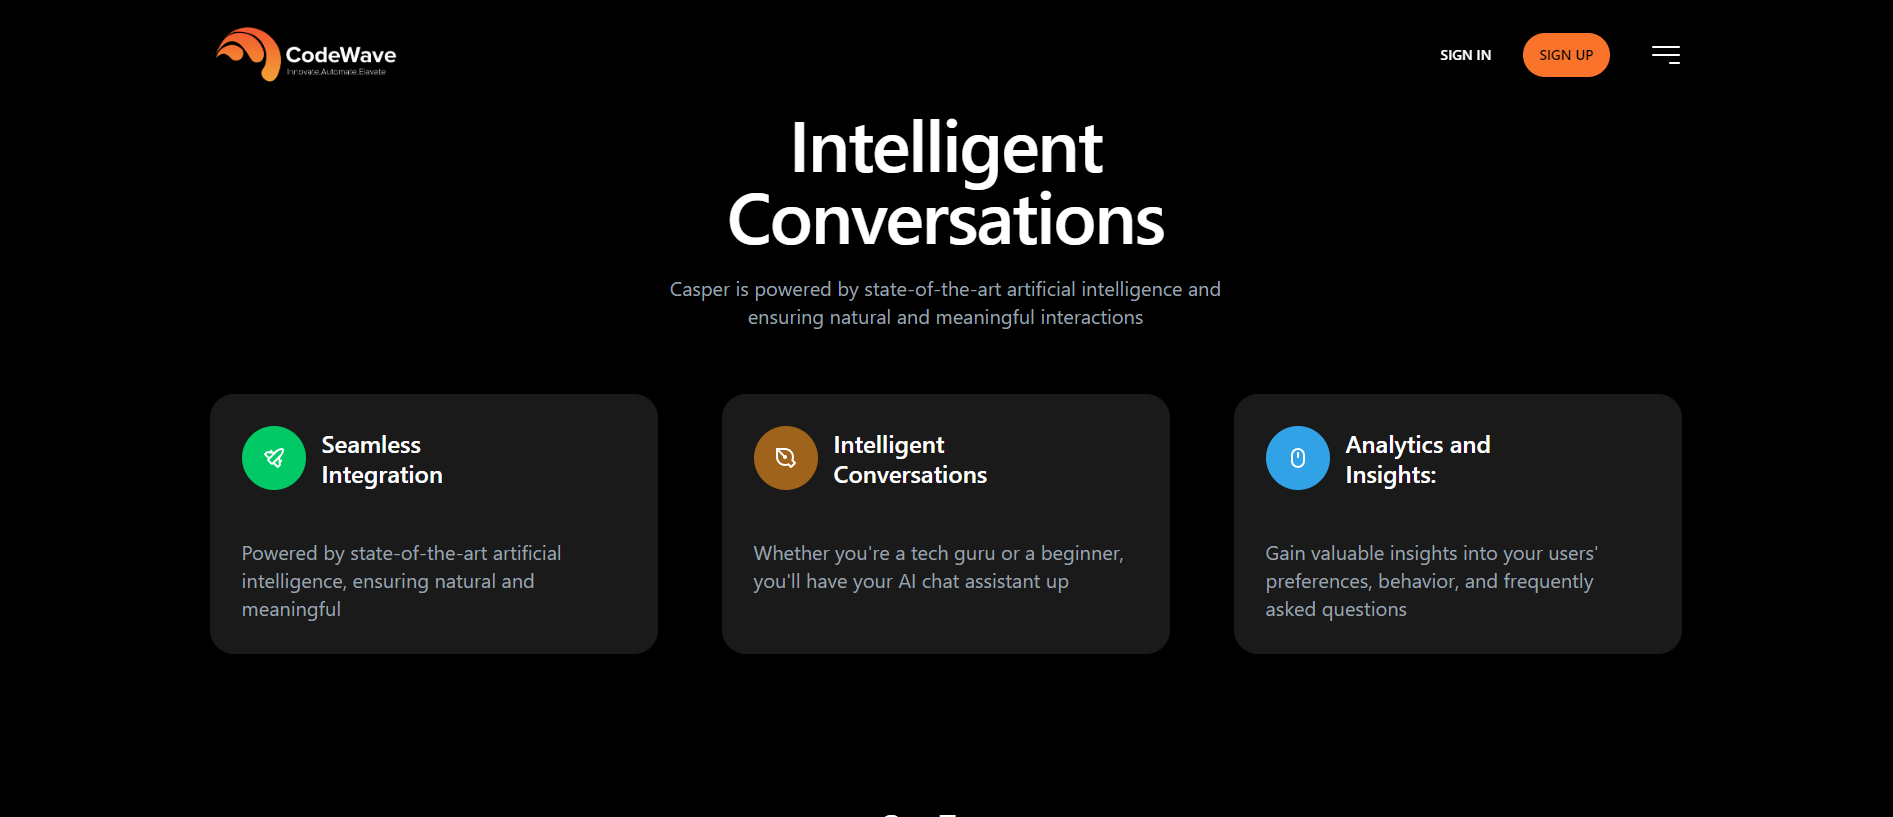 CodeWave
Innovate.Automate.Elavate
SIGN IN
SIGN UP
Intelligent
Conversations
Casper is powered by state-of-the-art artificial intelligence and
ensuring natural and meaningful interactions
Seamless
Integration
Powered by state-of-the-art artificial
intelligence, ensuring natural and
meaningful
Intelligent
Conversations
Whether you're a tech guru or a beginner,
you'll have your AI chat assistant up
Analytics and
Insights:
Gain valuable insights into your users'
preferences, behavior, and frequently
asked questions